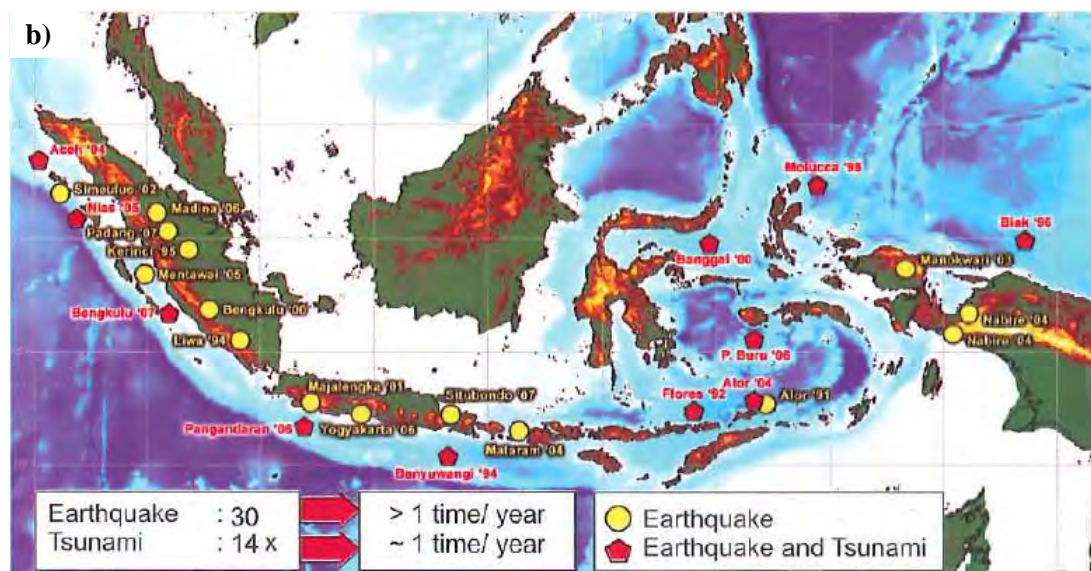 b)
Aceh '04
Simeulue '02
Nias '05
Madina '06
Padang '07
Kerinci '95
Mentawai '05
Bengkulu '07
Bengkulu '00
Liwa '94
Majalengka '01
Situbondo '07
Pangandaran '06
Yogyakarta '06
Mataram '04
Banyuwangi '94
Molucca '98
Biak '96
Banggai '00
Manokwari '03
Nabire '04
Nabire '04
P. Buru '06
Alor '04
Flores '92
Alor '91
Earthquake : 30
Tsunami : 14 x
> 1 time/ year
~ 1 time/ year
Earthquake
Earthquake and Tsunami